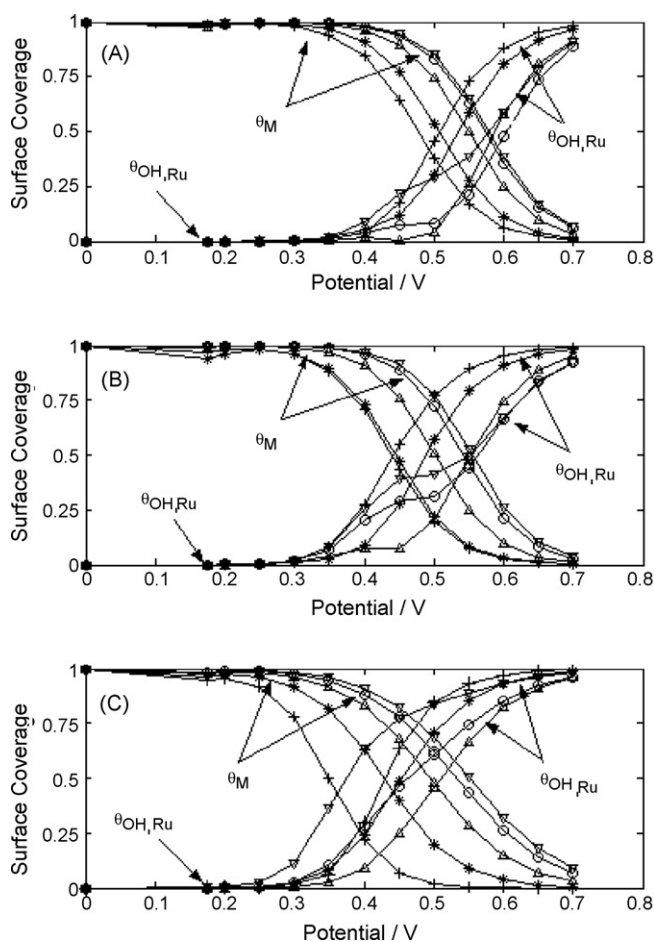 (A)
Surface Coverage
1
0.75
0.5
0.25
0
θM
θOH,Ru
θOH,Ru
0 0.1 0.2 0.3 0.4 0.5 0.6 0.7 0.8
Potential / V
(B)
Surface Coverage
1
0.75
0.5
0.25
0
θM
θOH,Ru
θOH,Ru
0 0.1 0.2 0.3 0.4 0.5 0.6 0.7 0.8
Potential / V
(C)
Surface Coverage
1
0.75
0.5
0.25
0
θM
θOH,Ru
θOH,Ru
0 0.1 0.2 0.3 0.4 0.5 0.6 0.7 0.8
Potential / V